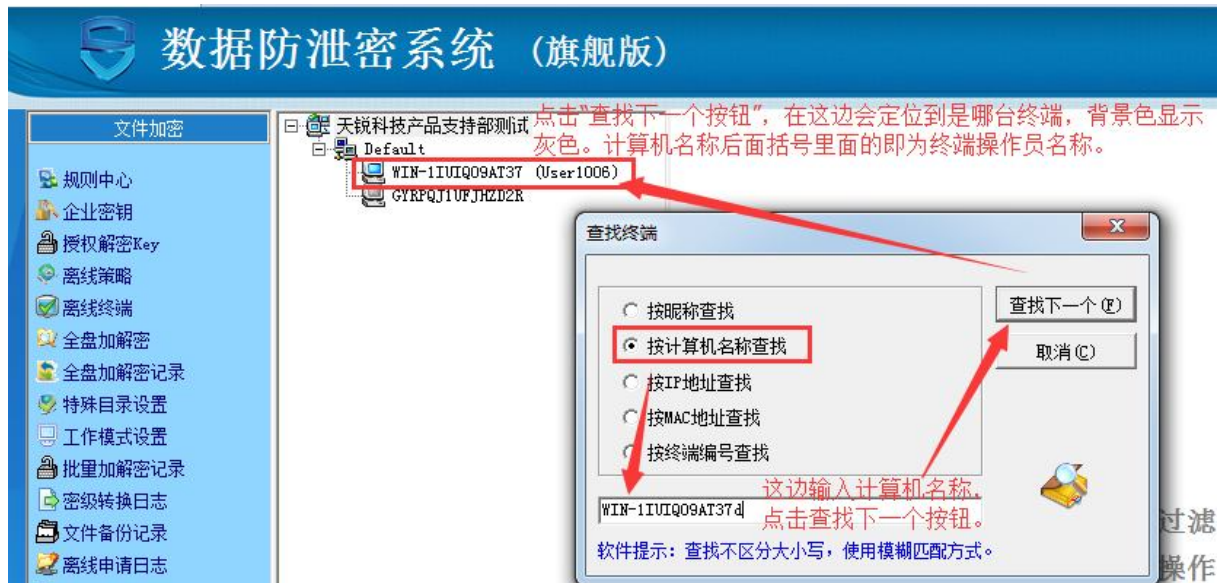 数据防泄密系统 (旗舰版)
文件加密
规则中心
企业密钥
授权解密Key
离线策略
离线终端
全盘加解密
全盘加解密记录
特殊目录设置
工作模式设置
批量加解密记录
密级转换日志
文件备份记录
离线申请日志
天锐科技产品支持部测试
Default
WIN-1IUIQO9AT37 (User1006)
GYRPQJ1UFJHZD2R
点击“查找下一个按钮”，在这边会定位到是哪台终端，背景色显示
灰色。计算机名称后面括号里面的即为终端操作员名称。
查找终端
按昵称查找
按计算机名称查找
按IP地址查找
按MAC地址查找
按终端编号查找
查找下一个(F)
取消(C)
这边输入计算机名称，
点击查找下一个按钮。
WIN-1IUIQO9AT37d
软件提示：查找不区分大小写，使用模糊匹配方式。
过滤
操作